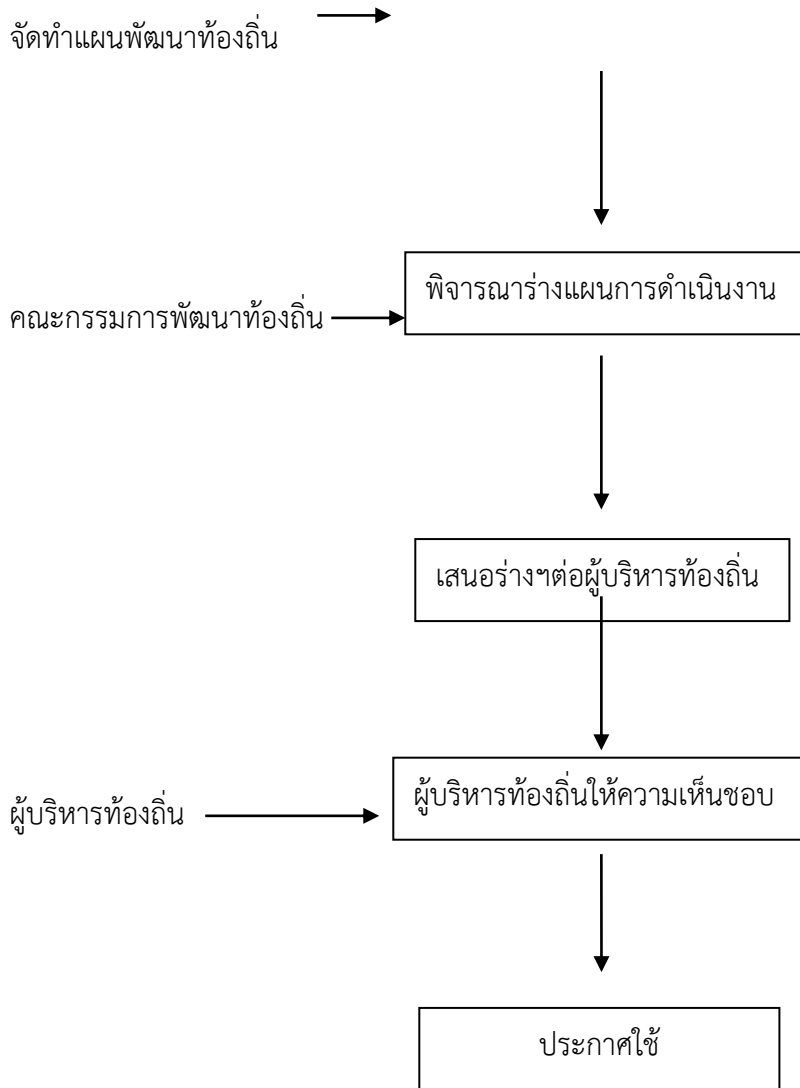 จัดทำแผนพัฒนาท้องถิ่น
พิจารณาร่างแผนการดำเนินงาน
คณะกรรมการพัฒนาท้องถิ่น
เสนอร่างฯต่อผู้บริหารท้องถิ่น
ผู้บริหารท้องถิ่นให้ความเห็นชอบ
ผู้บริหารท้องถิ่น
ประกาศใช้